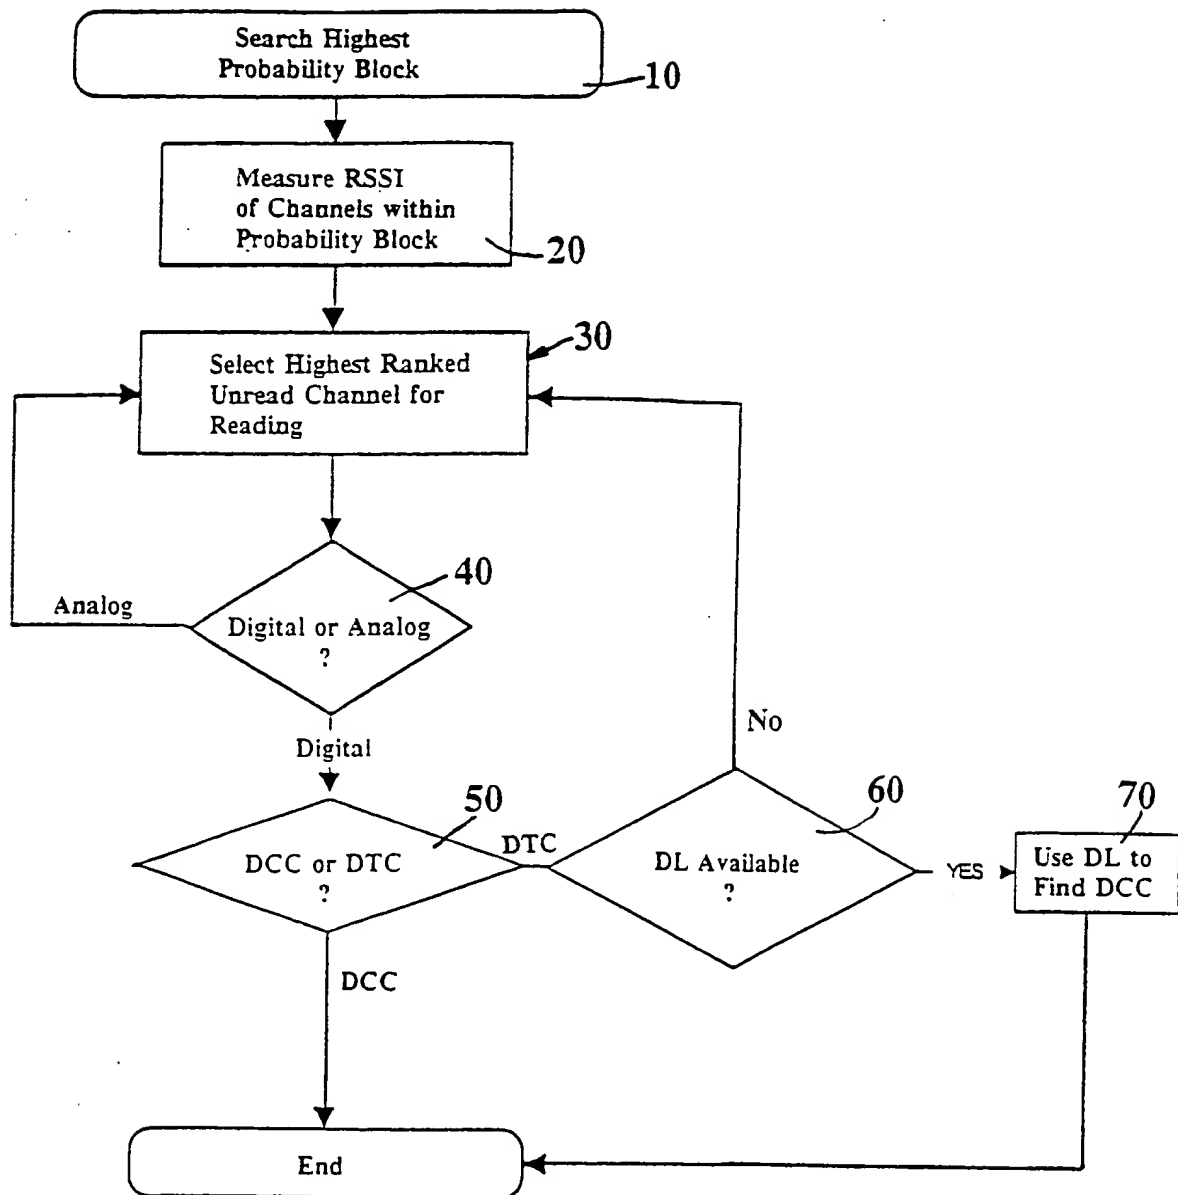 Search Highest
Probability Block
10
Measure RSSI
of Channels within
Probability Block
20
30
Select Highest Ranked
Unread Channel for
Reading
40
Analog
Digital or Analog
?
No
Digital
50
60
70
DTC
DCC or DTC
?
DL Available
?
YES
Use DL to
Find DCC
DCC
End